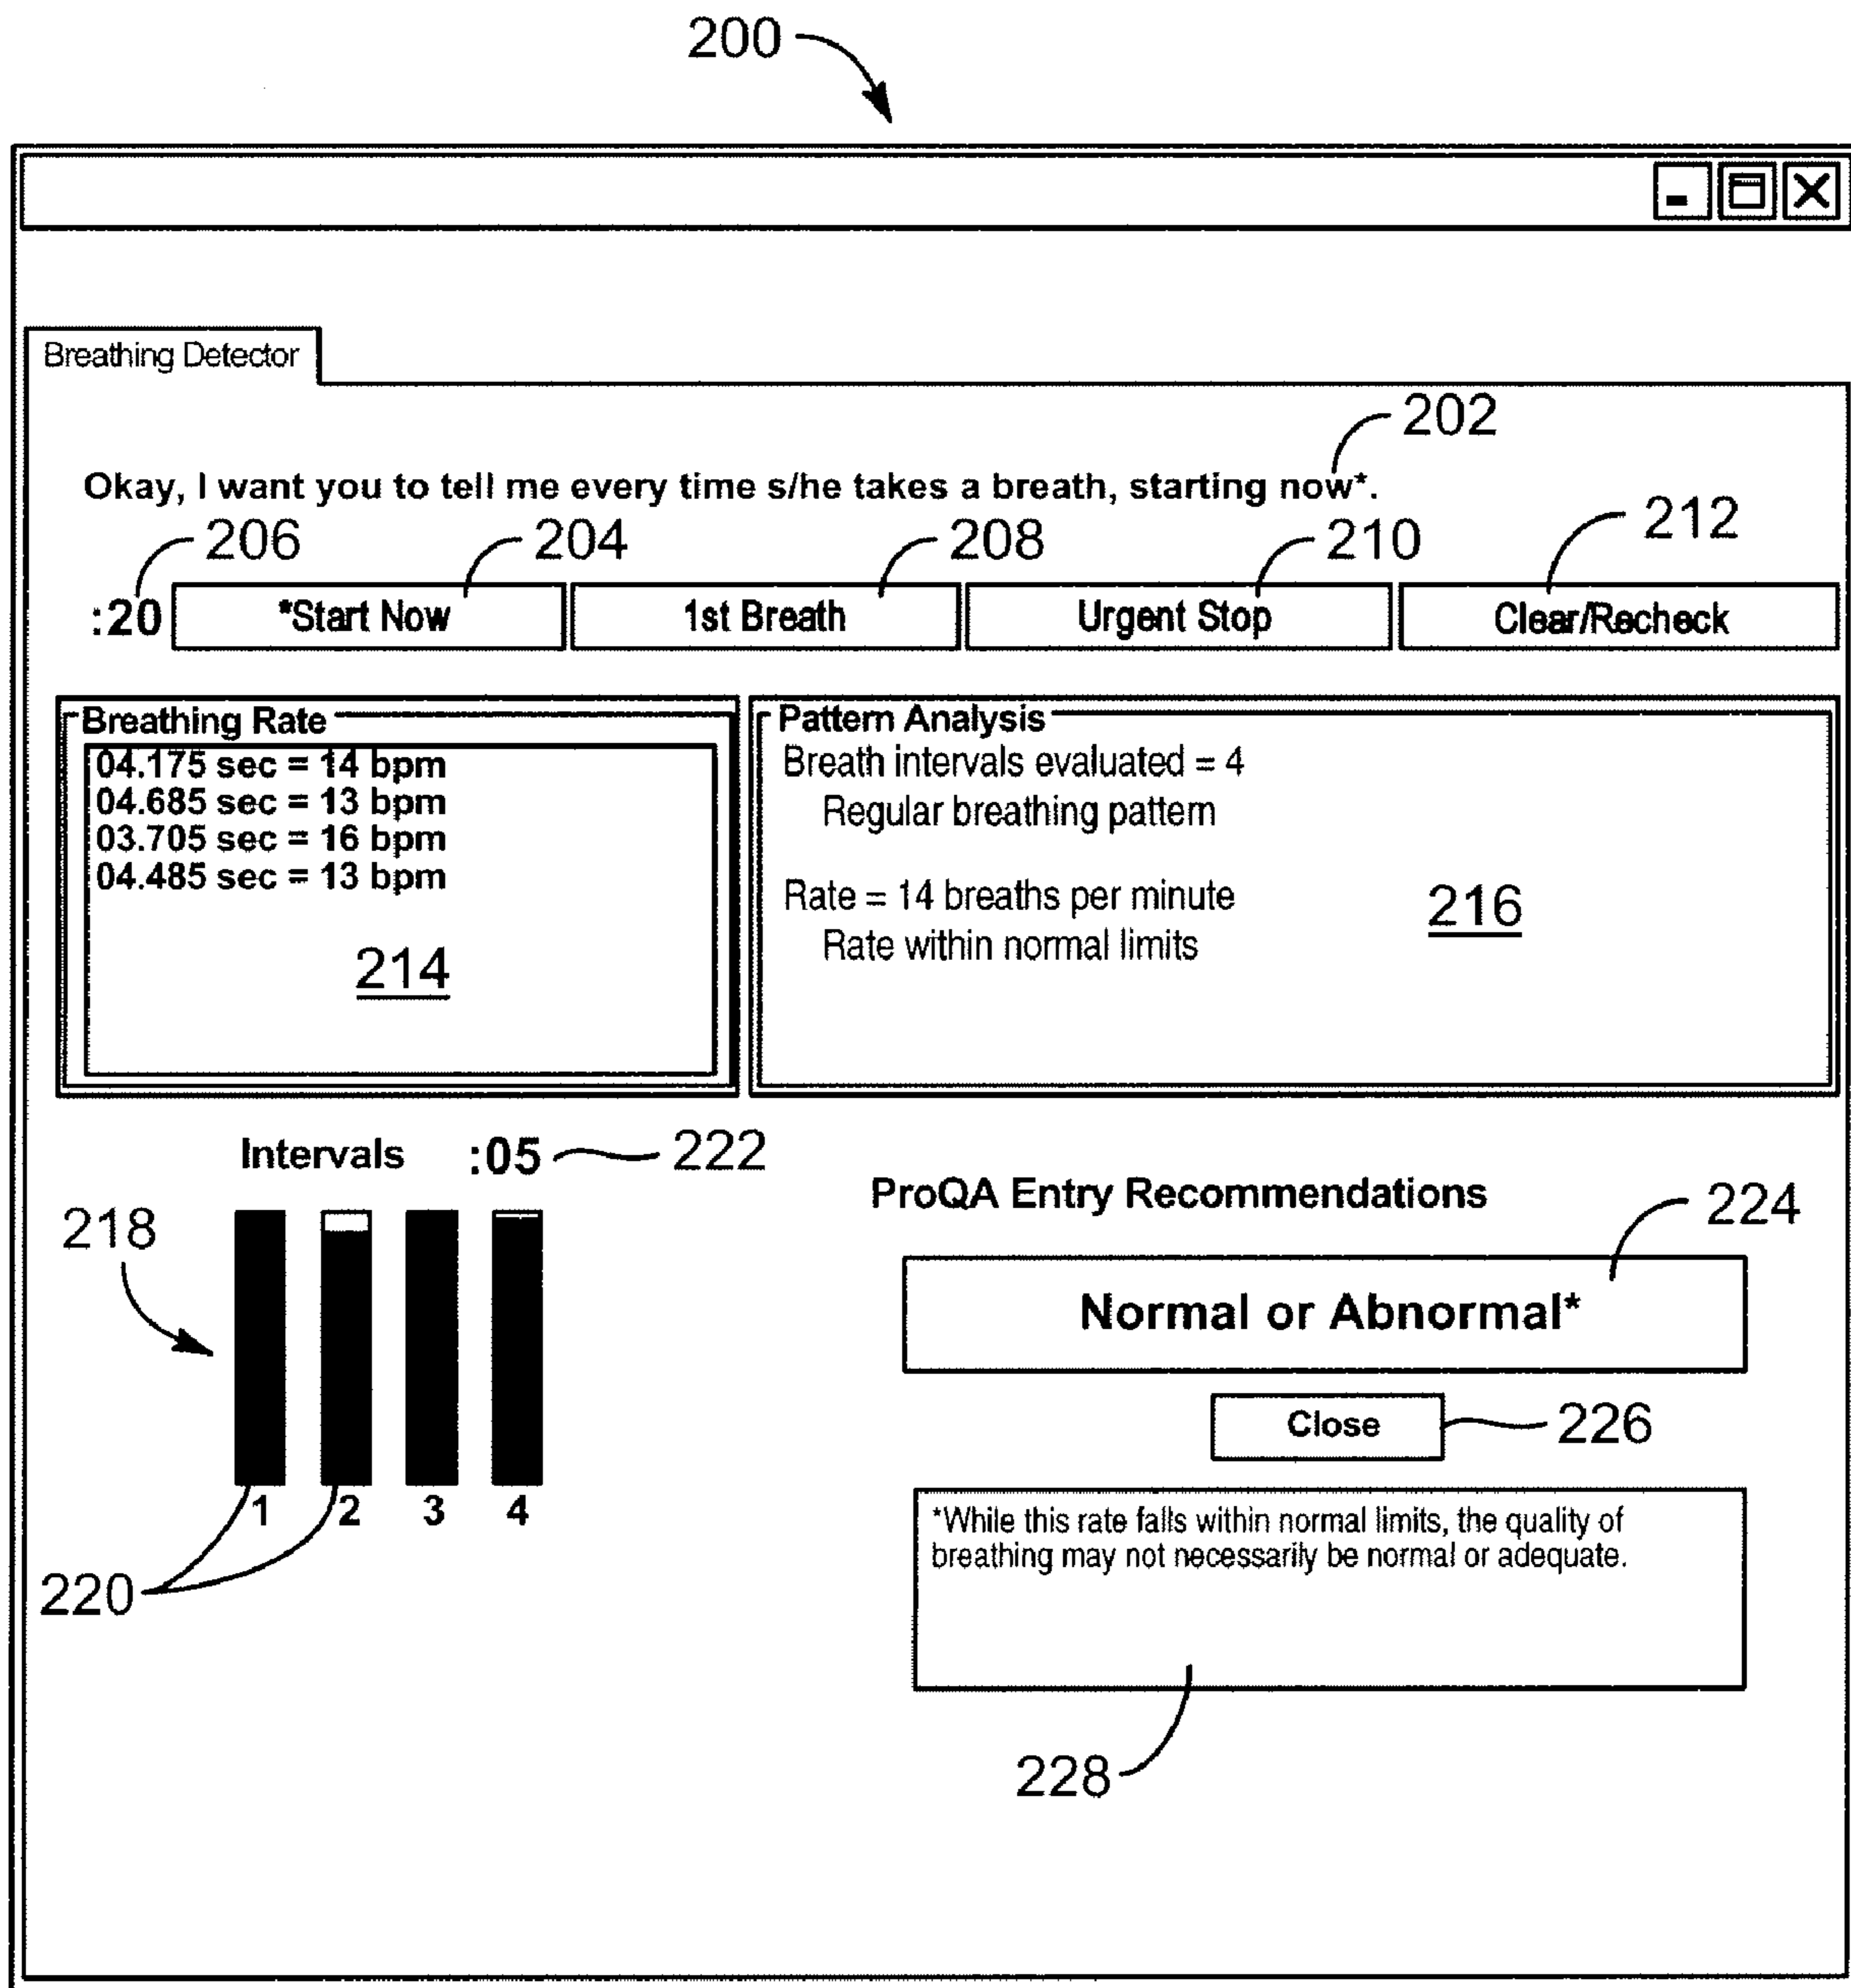 200
Breathing Detector
202
Okay, I want you to tell me every time s/he takes a breath, starting now*.
206 204 208 210 212
:20 *Start Now 1st Breath Urgent Stop Clear/Recheck
Breathing Rate
04.175 sec = 14 bpm
04.685 sec = 13 bpm
03.705 sec = 16 bpm
04.485 sec = 13 bpm
214
Pattern Analysis
Breath intervals evaluated = 4
Regular breathing pattern
Rate = 14 breaths per minute
Rate within normal limits
216
Intervals :05 222
218
1 2 3 4
220
ProQA Entry Recommendations
224
Normal or Abnormal*
Close 226
*While this rate falls within normal limits, the quality of
breathing may not necessarily be normal or adequate.
228